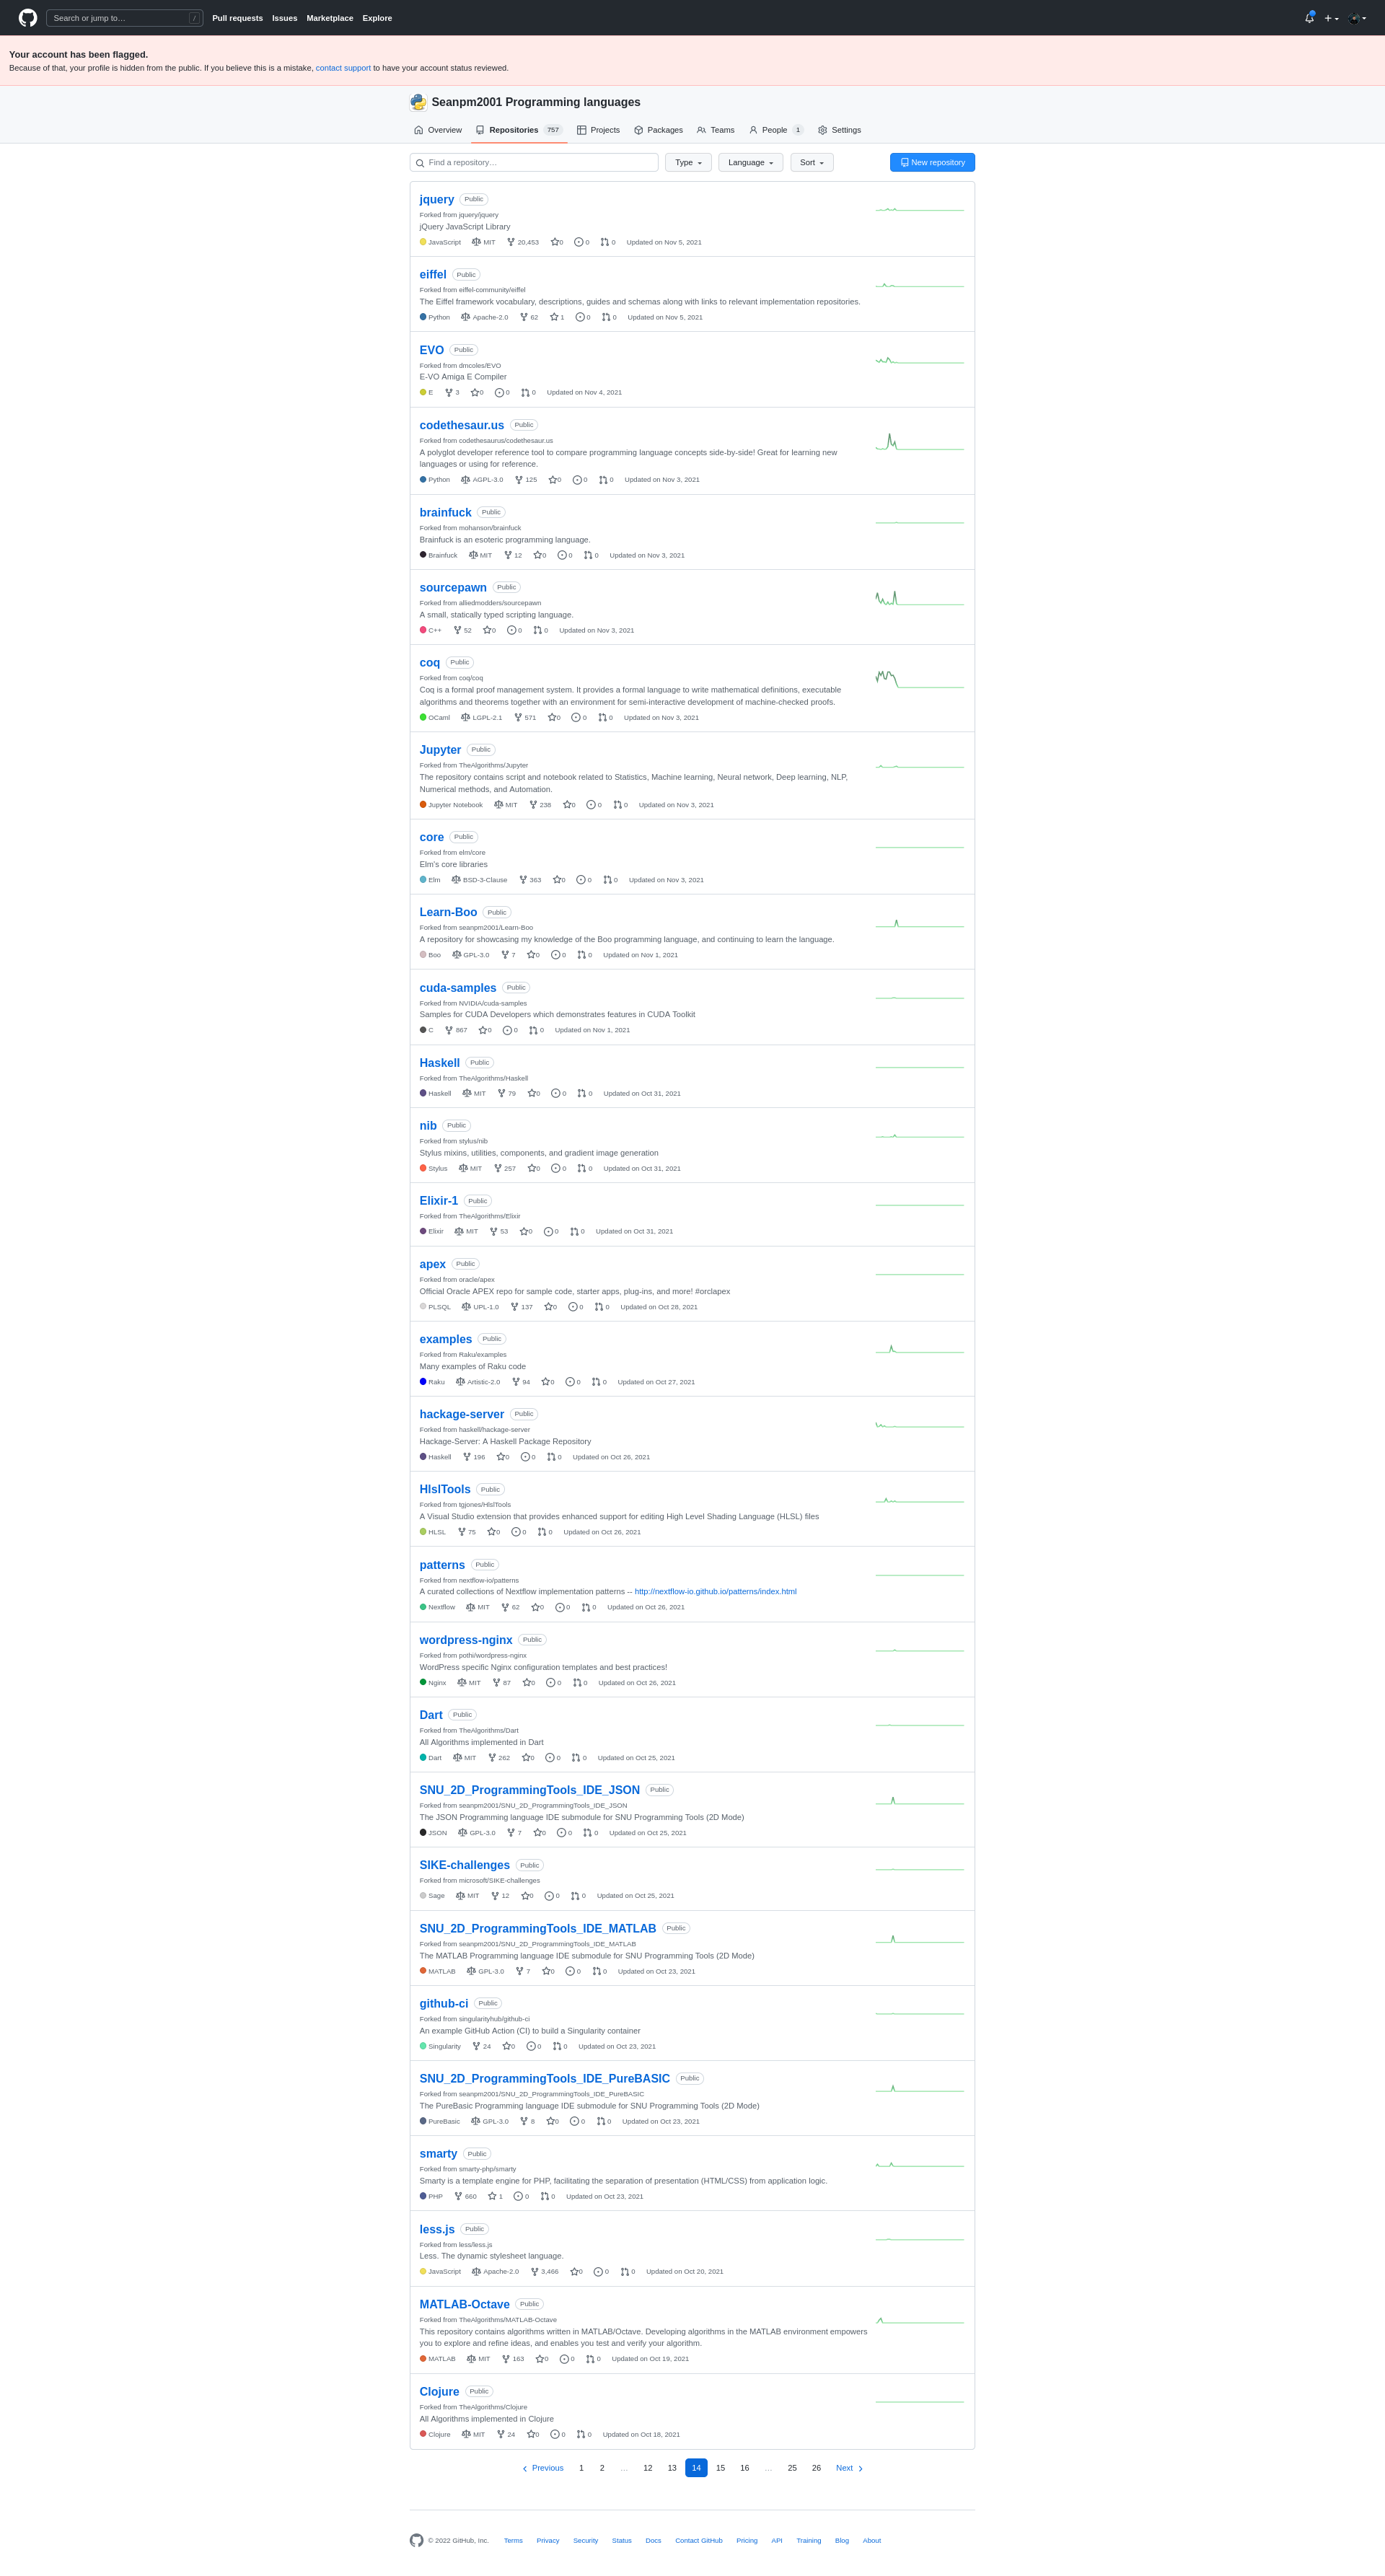 Search or jump to… /
Pull requests Issues Marketplace Explore
Your account has been flagged.
Because of that, your profile is hidden from the public. If you believe this is a mistake, contact support to have your account status reviewed.
Seanpm2001 Programming languages
Overview Repositories 757 Projects Packages Teams People 1 Settings
Find a repository… Type Language Sort New repository
jquery Public
Forked from jquery/jquery
jQuery JavaScript Library
JavaScript MIT 20,453 0 0 0 Updated on Nov 5, 2021
eiffel Public
Forked from eiffel-community/eiffel
The Eiffel framework vocabulary, descriptions, guides and schemas along with links to relevant implementation repositories.
Python Apache-2.0 62 1 0 0 Updated on Nov 5, 2021
EVO Public
Forked from dmcoles/EVO
E-VO Amiga E Compiler
E 3 0 0 0 Updated on Nov 4, 2021
codethesaur.us Public
Forked from codethesaurus/codethesaur.us
A polyglot developer reference tool to compare programming language concepts side-by-side! Great for learning new
languages or using for reference.
Python AGPL-3.0 125 0 0 0 Updated on Nov 3, 2021
brainfuck Public
Forked from mohanson/brainfuck
Brainfuck is an esoteric programming language.
Brainfuck MIT 12 0 0 0 Updated on Nov 3, 2021
sourcepawn Public
Forked from alliedmodders/sourcepawn
A small, statically typed scripting language.
C++ 52 0 0 0 Updated on Nov 3, 2021
coq Public
Forked from coq/coq
Coq is a formal proof management system. It provides a formal language to write mathematical definitions, executable
algorithms and theorems together with an environment for semi-interactive development of machine-checked proofs.
OCaml LGPL-2.1 571 0 0 0 Updated on Nov 3, 2021
Jupyter Public
Forked from TheAlgorithms/Jupyter
The repository contains script and notebook related to Statistics, Machine learning, Neural network, Deep learning, NLP,
Numerical methods, and Automation.
Jupyter Notebook MIT 238 0 0 0 Updated on Nov 3, 2021
core Public
Forked from elm/core
Elm's core libraries
Elm BSD-3-Clause 363 0 0 0 Updated on Nov 3, 2021
Learn-Boo Public
Forked from seanpm2001/Learn-Boo
A repository for showcasing my knowledge of the Boo programming language, and continuing to learn the language.
Boo GPL-3.0 7 0 0 0 Updated on Nov 1, 2021
cuda-samples Public
Forked from NVIDIA/cuda-samples
Samples for CUDA Developers which demonstrates features in CUDA Toolkit
C 867 0 0 0 Updated on Nov 1, 2021
Haskell Public
Forked from TheAlgorithms/Haskell
Haskell MIT 79 0 0 0 Updated on Oct 31, 2021
nib Public
Forked from stylus/nib
Stylus mixins, utilities, components, and gradient image generation
Stylus MIT 257 0 0 0 Updated on Oct 31, 2021
Elixir-1 Public
Forked from TheAlgorithms/Elixir
Elixir MIT 53 0 0 0 Updated on Oct 31, 2021
apex Public
Forked from oracle/apex
Official Oracle APEX repo for sample code, starter apps, plug-ins, and more! #orclapex
PLSQL UPL-1.0 137 0 0 0 Updated on Oct 28, 2021
examples Public
Forked from Raku/examples
Many examples of Raku code
Raku Artistic-2.0 94 0 0 0 Updated on Oct 27, 2021
hackage-server Public
Forked from haskell/hackage-server
Hackage-Server: A Haskell Package Repository
Haskell 196 0 0 0 Updated on Oct 26, 2021
HlslTools Public
Forked from tgjones/HlslTools
A Visual Studio extension that provides enhanced support for editing High Level Shading Language (HLSL) files
HLSL 75 0 0 0 Updated on Oct 26, 2021
patterns Public
Forked from nextflow-io/patterns
A curated collections of Nextflow implementation patterns -- http://nextflow-io.github.io/patterns/index.html
Nextflow MIT 62 0 0 0 Updated on Oct 26, 2021
wordpress-nginx Public
Forked from pothi/wordpress-nginx
WordPress specific Nginx configuration templates and best practices!
Nginx MIT 87 0 0 0 Updated on Oct 26, 2021
Dart Public
Forked from TheAlgorithms/Dart
All Algorithms implemented in Dart
Dart MIT 262 0 0 0 Updated on Oct 25, 2021
SNU_2D_ProgrammingTools_IDE_JSON Public
Forked from seanpm2001/SNU_2D_ProgrammingTools_IDE_JSON
The JSON Programming language IDE submodule for SNU Programming Tools (2D Mode)
JSON GPL-3.0 7 0 0 0 Updated on Oct 25, 2021
SIKE-challenges Public
Forked from microsoft/SIKE-challenges
Sage MIT 12 0 0 0 Updated on Oct 25, 2021
SNU_2D_ProgrammingTools_IDE_MATLAB Public
Forked from seanpm2001/SNU_2D_ProgrammingTools_IDE_MATLAB
The MATLAB Programming language IDE submodule for SNU Programming Tools (2D Mode)
MATLAB GPL-3.0 7 0 0 0 Updated on Oct 23, 2021
github-ci Public
Forked from singularityhub/github-ci
An example GitHub Action (CI) to build a Singularity container
Singularity 24 0 0 0 Updated on Oct 23, 2021
SNU_2D_ProgrammingTools_IDE_PureBASIC Public
Forked from seanpm2001/SNU_2D_ProgrammingTools_IDE_PureBASIC
The PureBasic Programming language IDE submodule for SNU Programming Tools (2D Mode)
PureBasic GPL-3.0 8 0 0 0 Updated on Oct 23, 2021
smarty Public
Forked from smarty-php/smarty
Smarty is a template engine for PHP, facilitating the separation of presentation (HTML/CSS) from application logic.
PHP 660 1 0 0 Updated on Oct 23, 2021
less.js Public
Forked from less/less.js
Less. The dynamic stylesheet language.
JavaScript Apache-2.0 3,466 0 0 0 Updated on Oct 20, 2021
MATLAB-Octave Public
Forked from TheAlgorithms/MATLAB-Octave
This repository contains algorithms written in MATLAB/Octave. Developing algorithms in the MATLAB environment empowers
you to explore and refine ideas, and enables you test and verify your algorithm.
MATLAB MIT 163 0 0 0 Updated on Oct 19, 2021
Clojure Public
Forked from TheAlgorithms/Clojure
All Algorithms implemented in Clojure
Clojure MIT 24 0 0 0 Updated on Oct 18, 2021
Previous 1 2 … 12 13 14 15 16 … 25 26 Next
© 2022 GitHub, Inc. Terms Privacy Security Status Docs Contact GitHub Pricing API Training Blog About